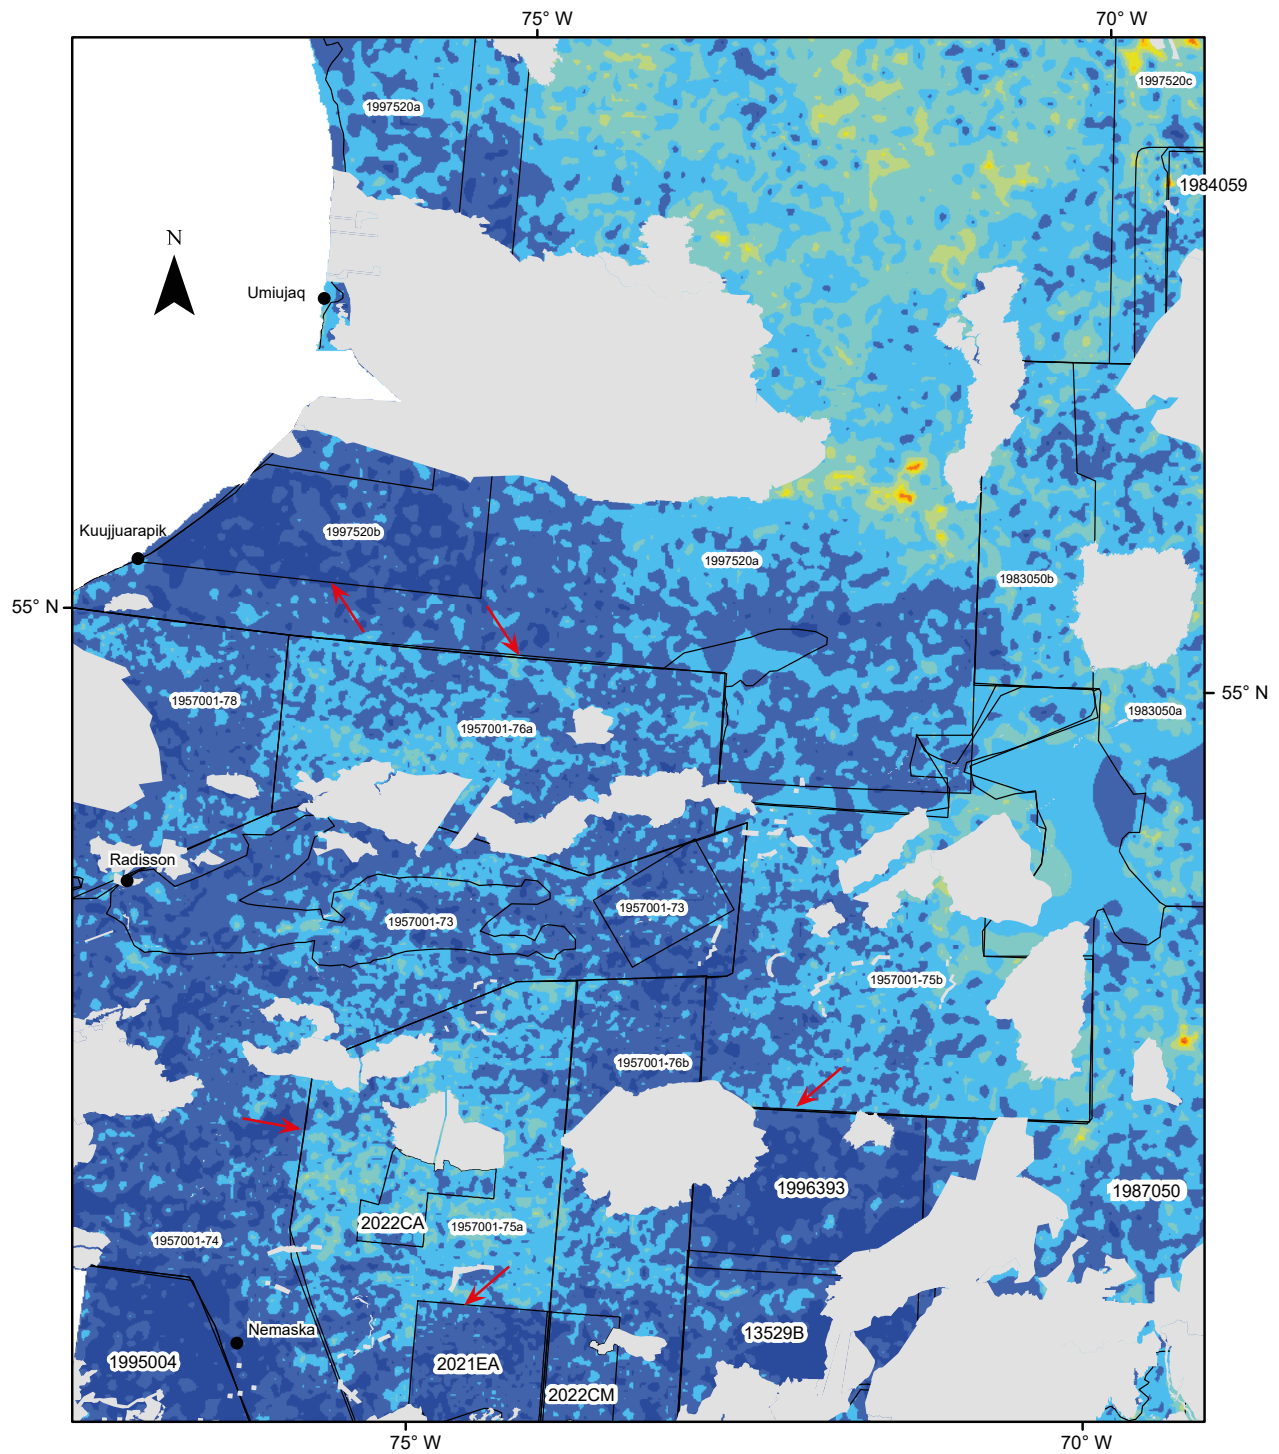 75° W
70° W
1997520c
1997520a
1984059
N
Umiujaq
Kuujjuarapik
1997520b
1997520a
1983050b
55° N
55° N
1957001-78
1983050a
1957001-76a
Radisson
1957001-73
1957001-73
1957001-75b
1957001-76b
1996393
1987050
2022CA
1957001-75a
1957001-74
Nemaska
13529B
1995004
2021EA
2022CM
75° W
70° W